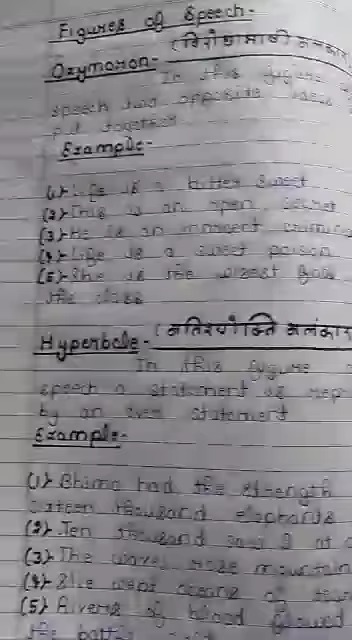 Figures of Speech-
(विरोधाभासी अलंकार
Oxymoron-
In this figure
speech two opposite ideas
put together
Example-
(1) Life is a bitter sweet
(2) This is an open secret
(3) He is an innocent criminal
(4) Life is a sweet poison
(5) She is the wisest fool
the class
(अतिशयोक्ति अलंकार
Hyperbole-
In this figure
speech a statement is rep
by an over statement
Example-
(1) Bhima had the strength
sixteen thousand elephants
(2) Ten thousand saw I at a
(3) The waves rose mountain
(4) She wept oceans of tears
(5) Rivers of blood flowed
the battle